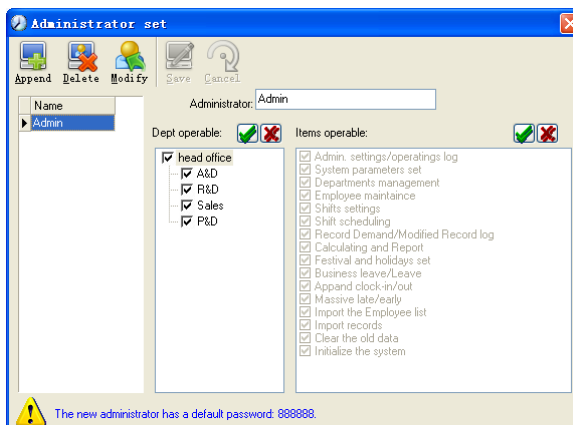 Administrator set
Append Delete Modify Save Cancel
Name
Admin
Administrator: Admin
Dept operable:
Items operable:
head office
A&D
R&D
Sales
P&D
Admin. settings/operatings log
System parameters set
Departments management
Employee maintaince
Shifts settings
Shift scheduling
Record Demand/Modified Record log
Calculating and Report
Festival and holidays set
Business leave/Leave
Appand clock-in/out
Massive late/early
Import the Employee list
Import records
Clear the old data
Initialize the system
The new administrator has a default password: 888888.